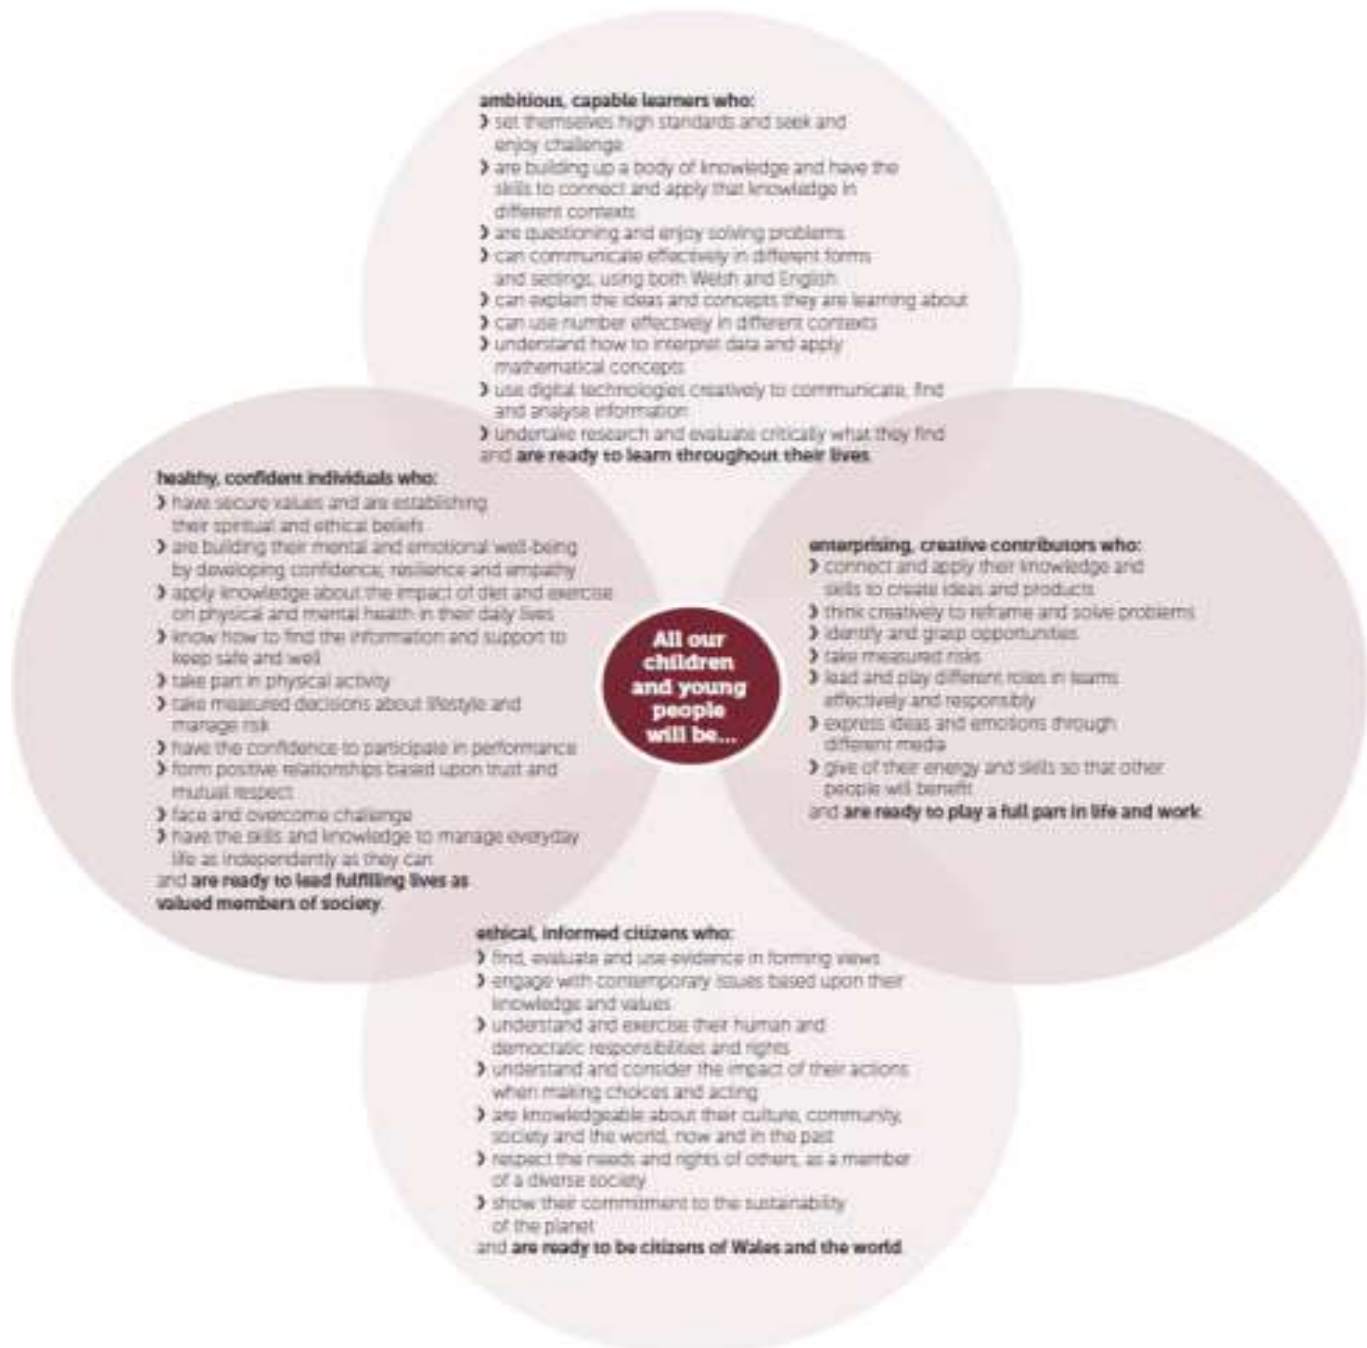 ambitious, capable learners who:
❯ set themselves high standards and seek and
enjoy challenge
❯ are building up a body of knowledge and have the
skills to connect and apply that knowledge in
different contexts
❯ are questioning and enjoy solving problems
❯ can communicate effectively in different forms
and settings, using both Welsh and English
❯ can explain the ideas and concepts they are learning about
❯ can use number effectively in different contexts
❯ understand how to interpret data and apply
mathematical concepts
❯ use digital technologies creatively to communicate, find
and analyse information
❯ undertake research and evaluate critically what they find
and are ready to learn throughout their lives.
healthy, confident individuals who:
❯ have secure values and are establishing
their spiritual and ethical beliefs
❯ are building their mental and emotional well-being
by developing confidence, resilience and empathy
❯ apply knowledge about the impact of diet and exercise
on physical and mental health in their daily lives
❯ know how to find the information and support to
keep safe and well
❯ take part in physical activity
❯ take measured decisions about lifestyle and
manage risk
❯ have the confidence to participate in performance
❯ form positive relationships based upon trust and
mutual respect
❯ face and overcome challenge
❯ have the skills and knowledge to manage everyday
life as independently as they can
and are ready to lead fulfilling lives as
valued members of society.
All our
children
and young
people
will be...
enterprising, creative contributors who:
❯ connect and apply their knowledge and
skills to create ideas and products
❯ think creatively to reframe and solve problems
❯ identify and grasp opportunities
❯ take measured risks
❯ lead and play different roles in teams
effectively and responsibly
❯ express ideas and emotions through
different media
❯ give of their energy and skills so that other
people will benefit
and are ready to play a full part in life and work.
ethical, informed citizens who:
❯ find, evaluate and use evidence in forming views
❯ engage with contemporary issues based upon their
knowledge and values
❯ understand and exercise their human and
democratic responsibilities and rights
❯ understand and consider the impact of their actions
when making choices and acting
❯ are knowledgeable about their culture, community,
society and the world, now and in the past
❯ respect the needs and rights of others, as a member
of a diverse society
❯ show their commitment to the sustainability
of the planet
and are ready to be citizens of Wales and the world.